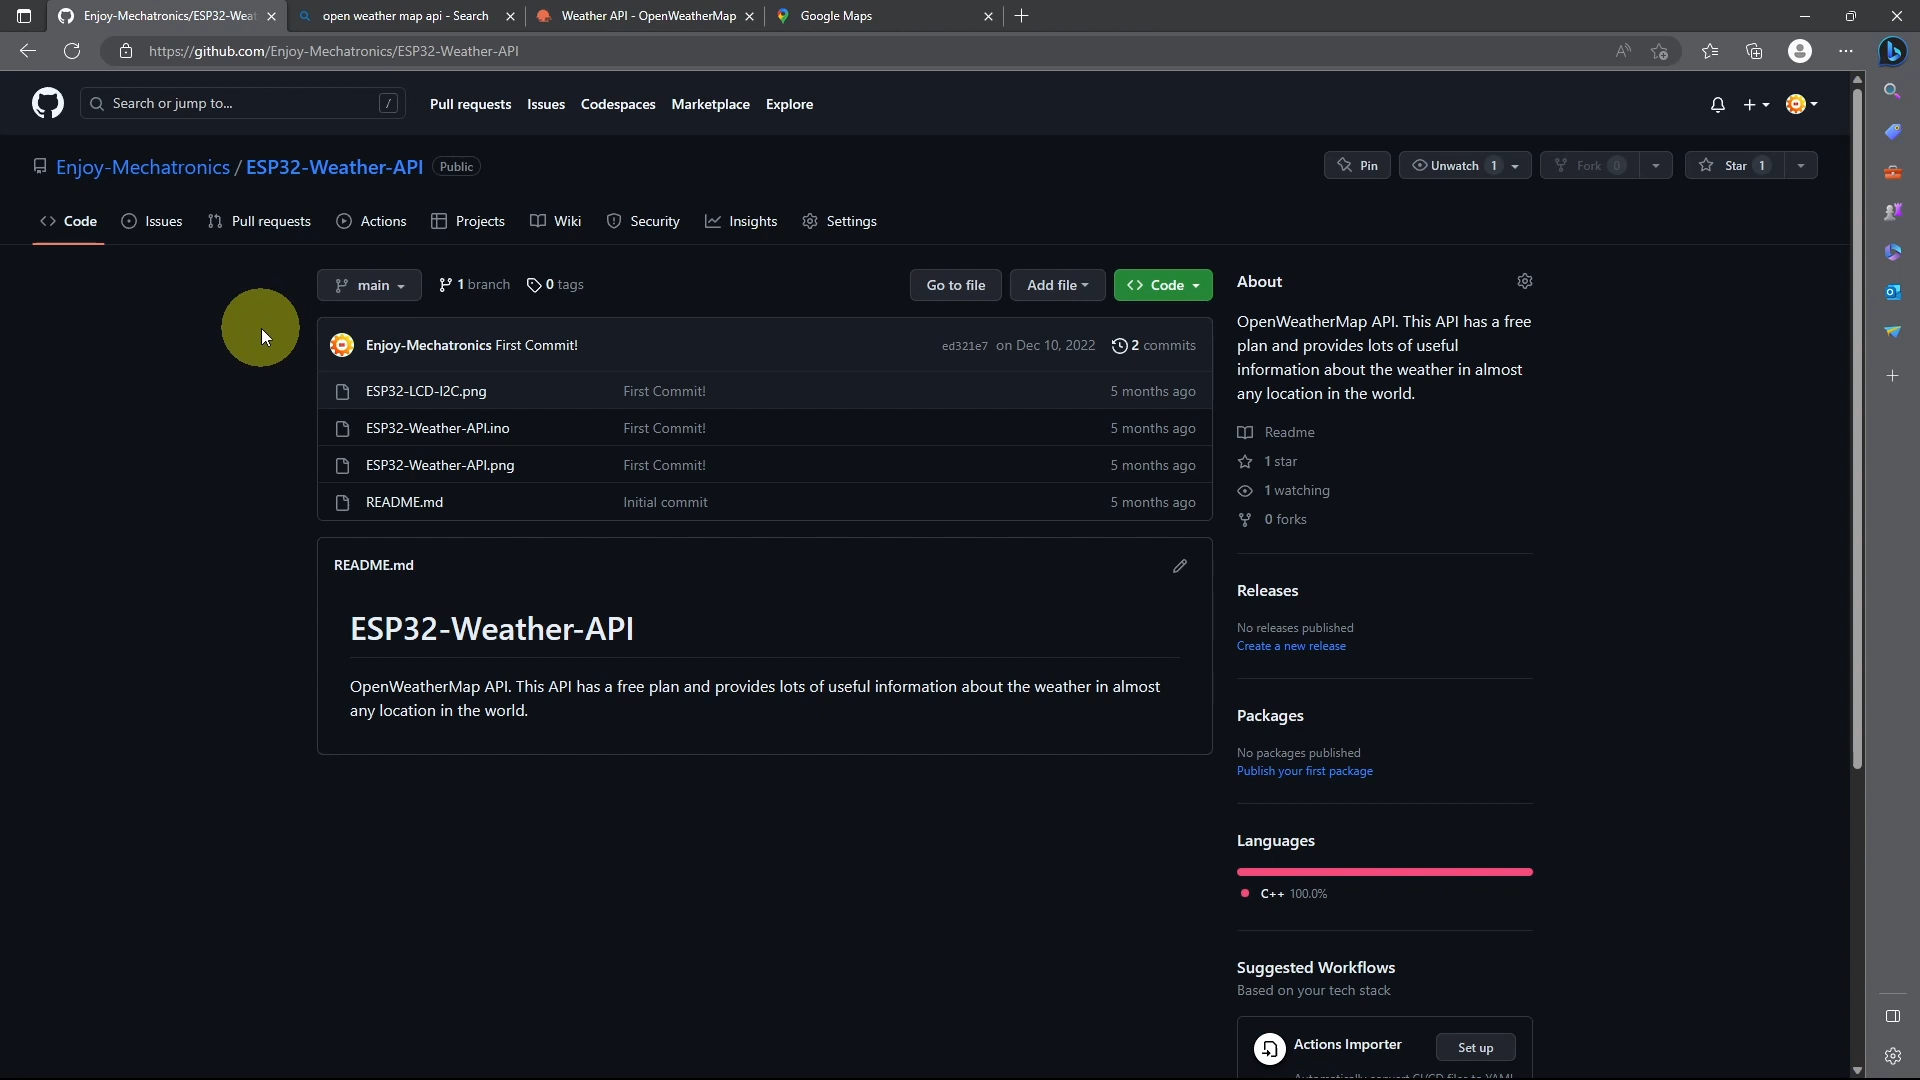 Enjoy-Mechatronics/ESP32-Weat
open weather map api - Search
Weather API - OpenWeatherMap
Google Maps
https://github.com/Enjoy-Mechatronics/ESP32-Weather-API
Search or jump to...
/
Pull requests
Issues
Codespaces
Marketplace
Explore
Enjoy-Mechatronics / ESP32-Weather-API
Public
Pin
Unwatch 1
Fork 0
Star 1
Code
Issues
Pull requests
Actions
Projects
Wiki
Security
Insights
Settings
main
1 branch
0 tags
Go to file
Add file
Code
Enjoy-Mechatronics First Commit!
ed321e7 on Dec 10, 2022
2 commits
ESP32-LCD-I2C.png
First Commit!
5 months ago
ESP32-Weather-API.ino
First Commit!
5 months ago
ESP32-Weather-API.png
First Commit!
5 months ago
README.md
Initial commit
5 months ago
README.md
ESP32-Weather-API
OpenWeatherMap API. This API has a free plan and provides lots of useful information about the weather in almost
any location in the world.
About
OpenWeatherMap API. This API has a free
plan and provides lots of useful
information about the weather in almost
any location in the world.
Readme
1 star
1 watching
0 forks
Releases
No releases published
Create a new release
Packages
No packages published
Publish your first package
Languages
C++ 100.0%
Suggested Workflows
Based on your tech stack
Actions Importer
Set up